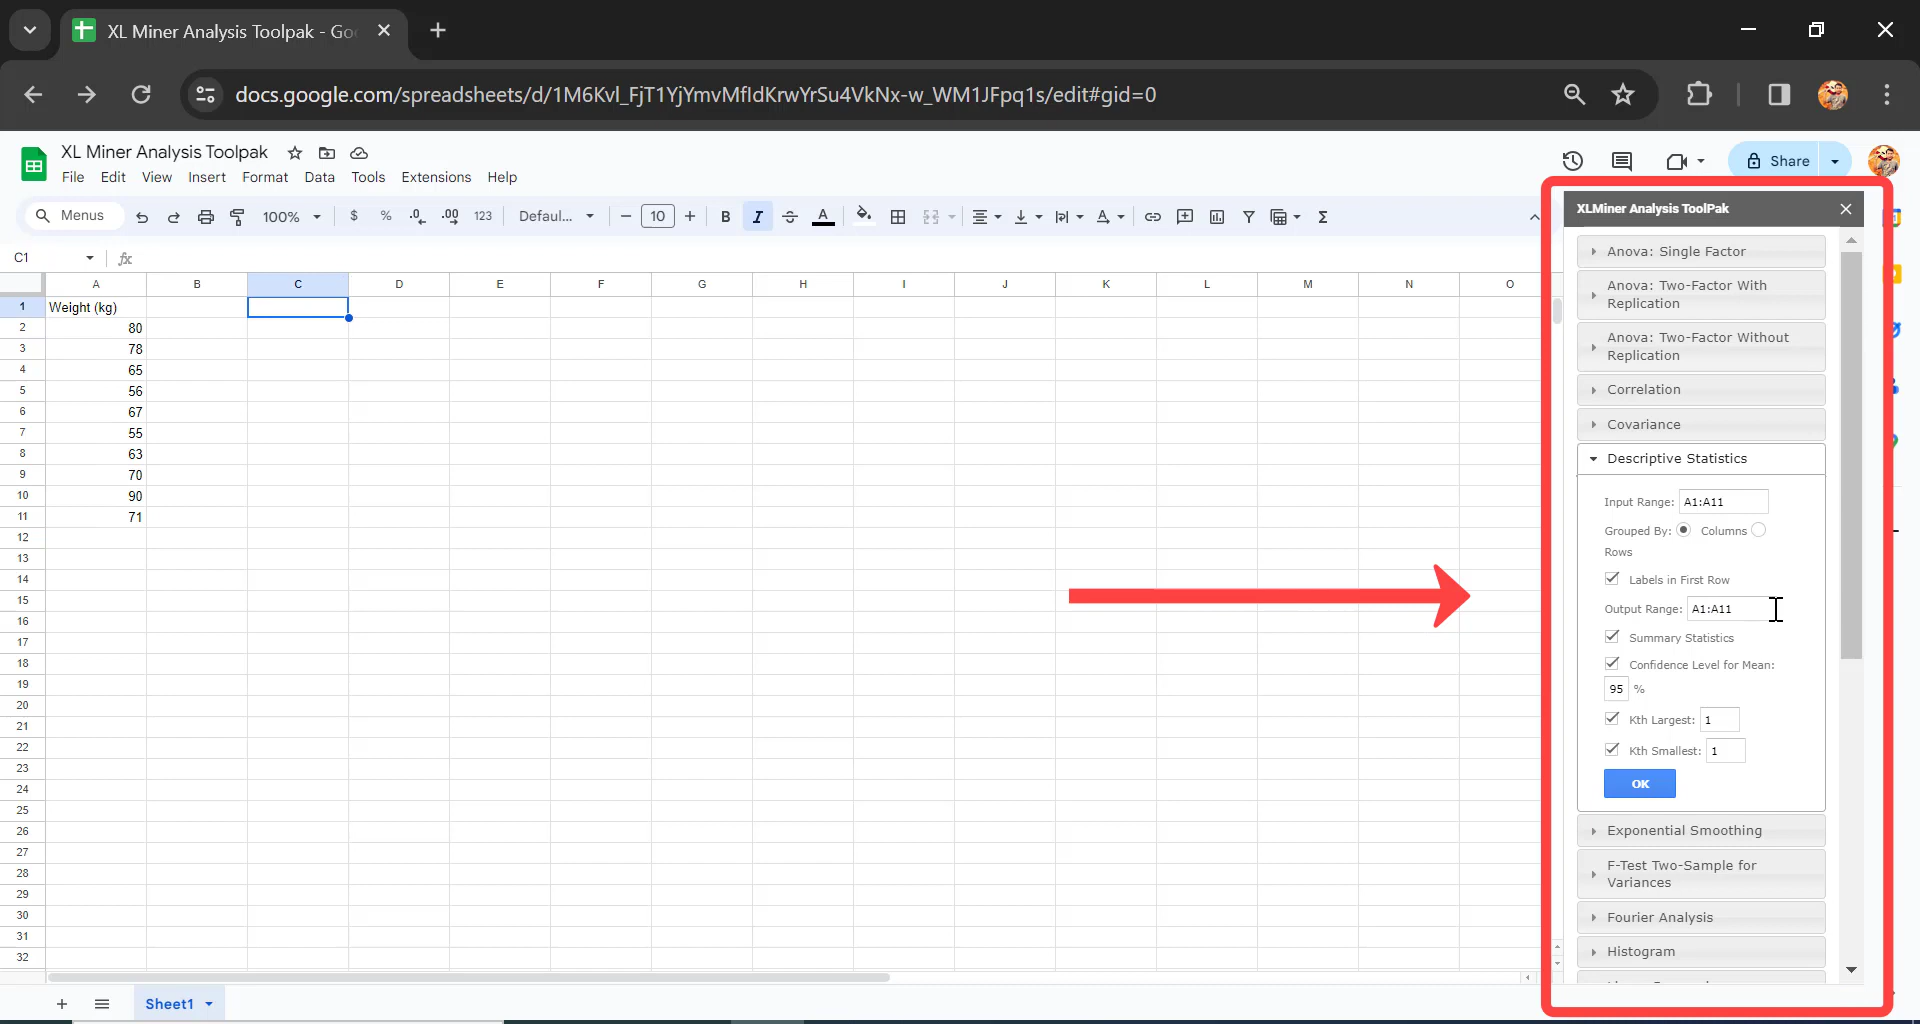 XL Miner Analysis Toolpak - Goo
docs.google.com/spreadsheets/d/1M6Kvl_FjT1YjYmvMfIdKrwYrSu4VkNx-w_WM1JFpq1s/edit#gid=0
XL Miner Analysis Toolpak
File Edit View Insert Format Data Tools Extensions Help
Share
Menus 100% $ % .0 .00 123 Defaul... − 10 + B I S A Σ
C1 fx
A B C D E F G H I J K L M N O
1 Weight (kg)
2 80
3 78
4 65
5 56
6 67
7 55
8 63
9 70
10 90
11 71
12
13
14
15
16
17
18
19
20
21
22
23
24
25
26
27
28
29
30
31
32
Sheet1
XLMiner Analysis ToolPak
Anova: Single Factor
Anova: Two-Factor With
Replication
Anova: Two-Factor Without
Replication
Correlation
Covariance
Descriptive Statistics
Input Range: A1:A11
Grouped By: Columns
Rows
Labels in First Row
Output Range: A1:A11
Summary Statistics
Confidence Level for Mean:
95 %
Kth Largest: 1
Kth Smallest: 1
OK
Exponential Smoothing
F-Test Two-Sample for
Variances
Fourier Analysis
Histogram